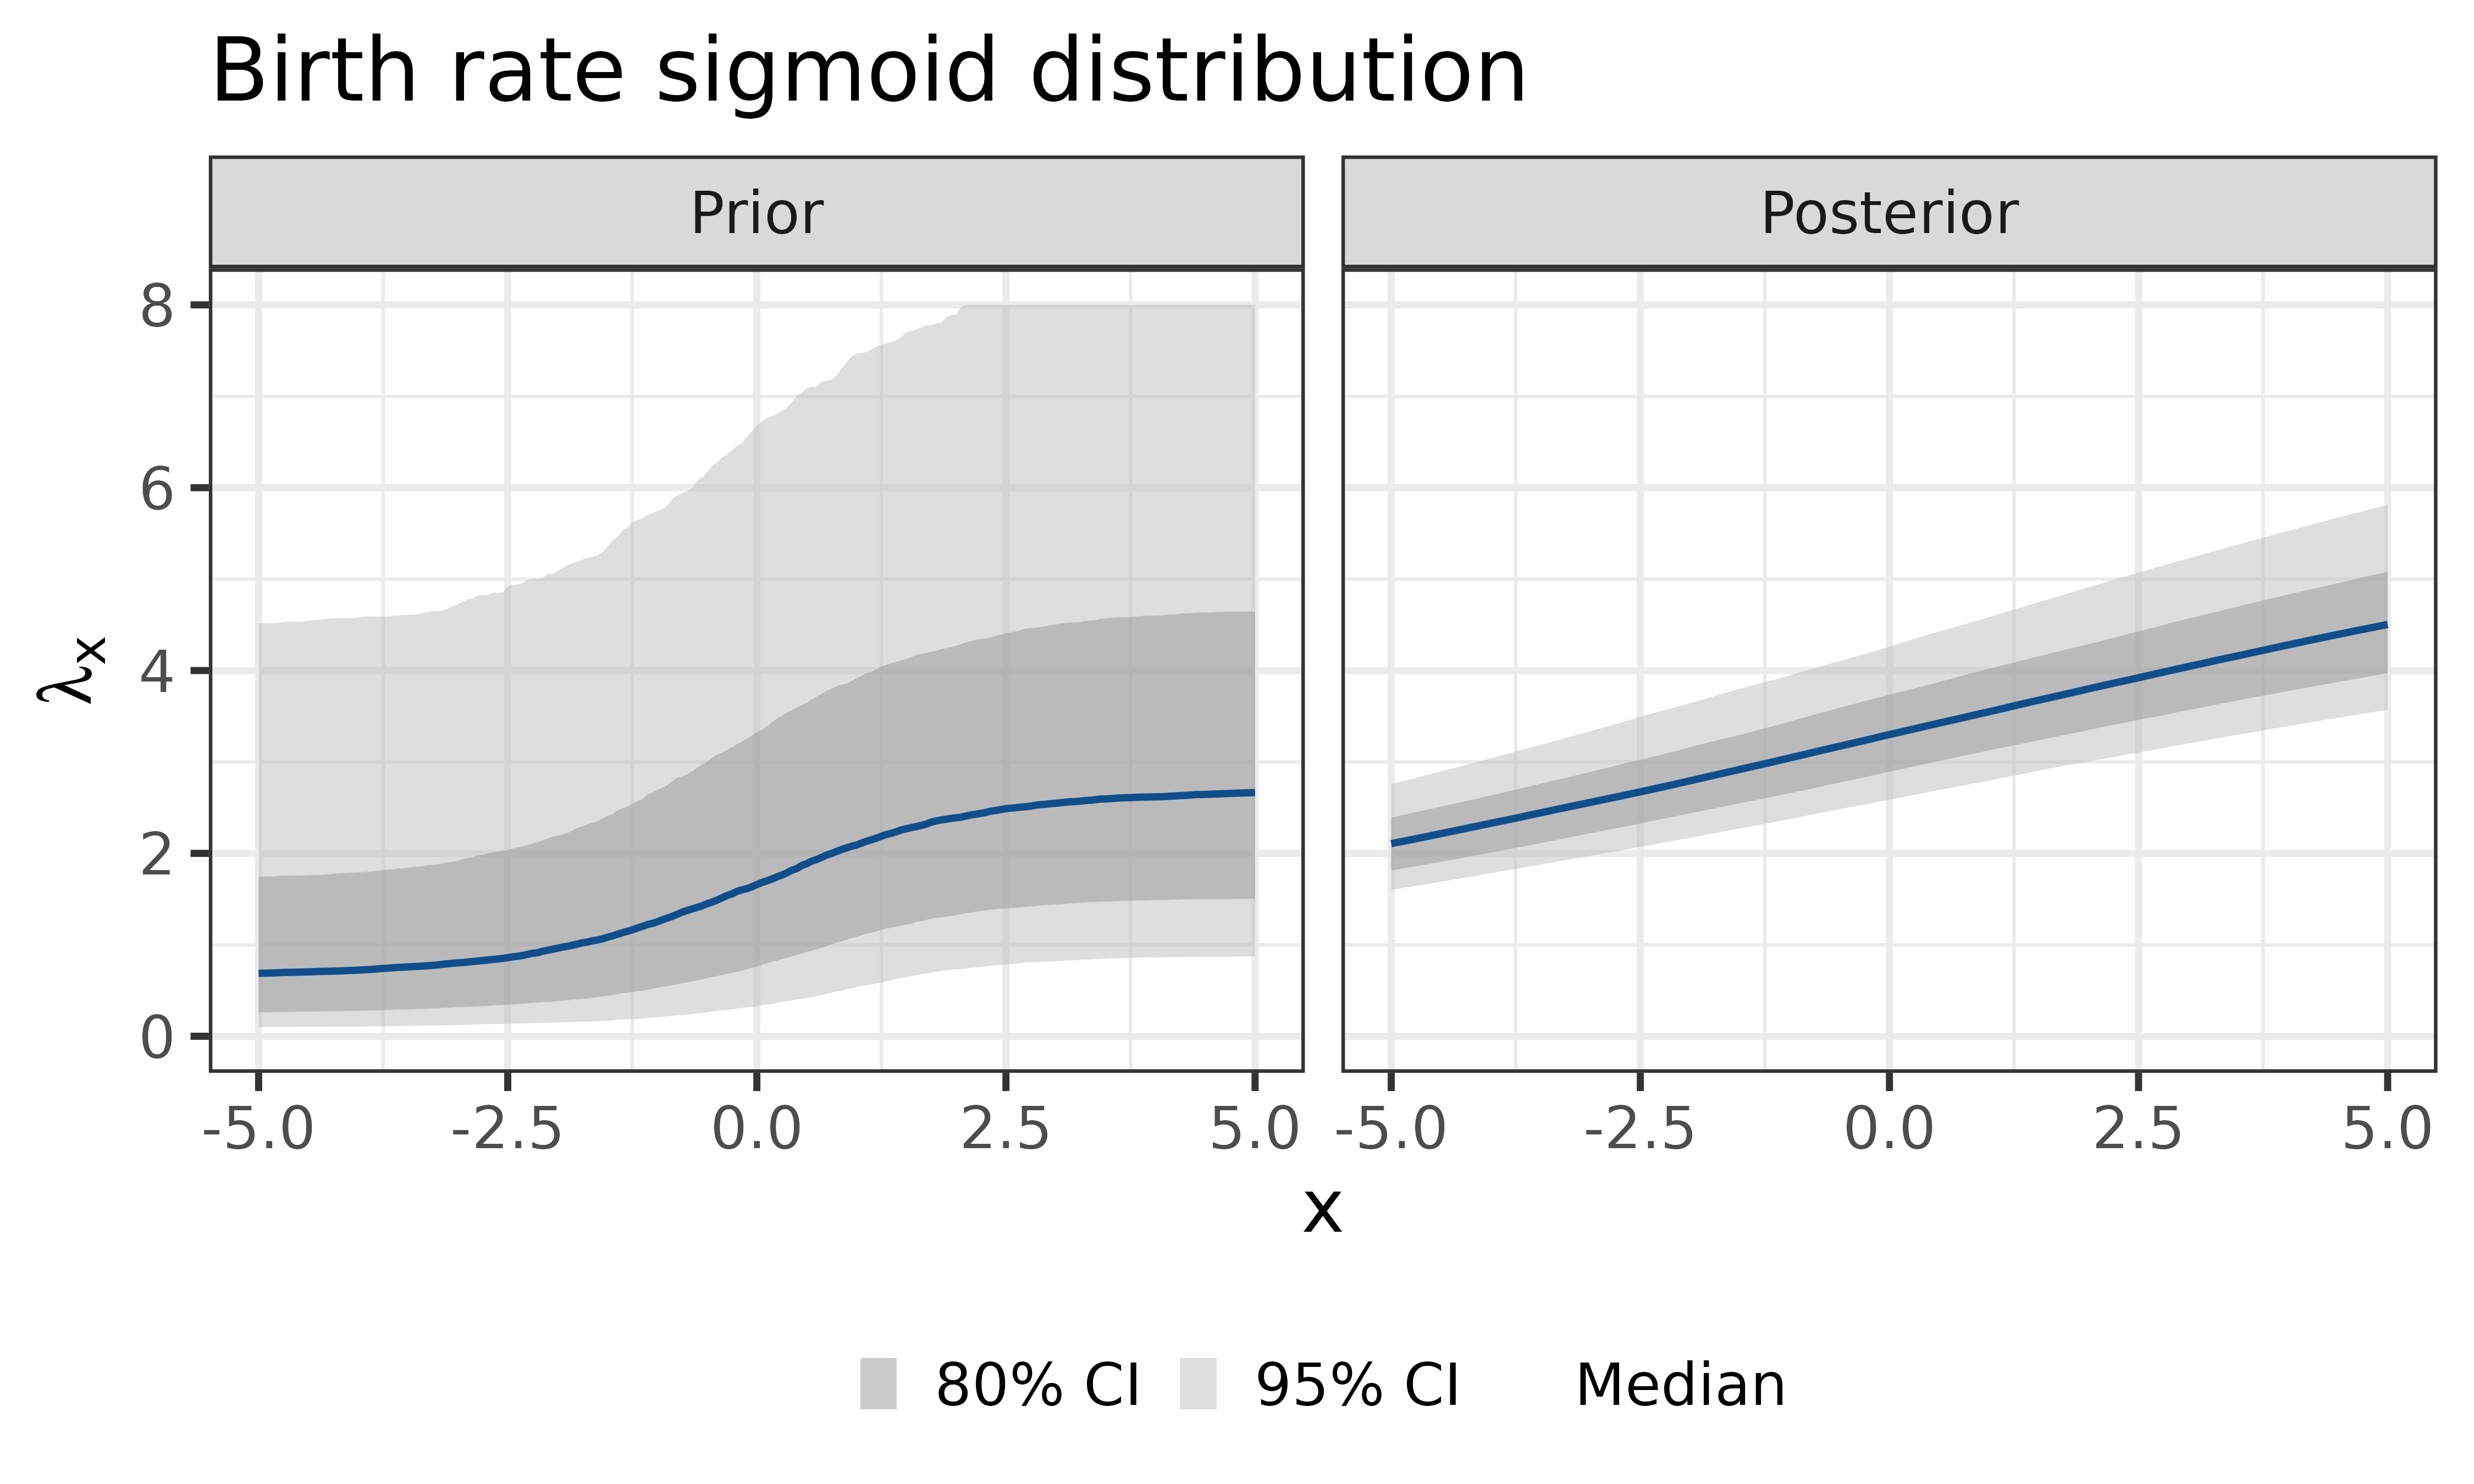 Birth rate sigmoid distribution
Prior Posterior
8
6
4
2
0
λx
-5.0 -2.5 0.0 2.5 5.0 -5.0 -2.5 0.0 2.5 5.0
x
80% CI 95% CI Median